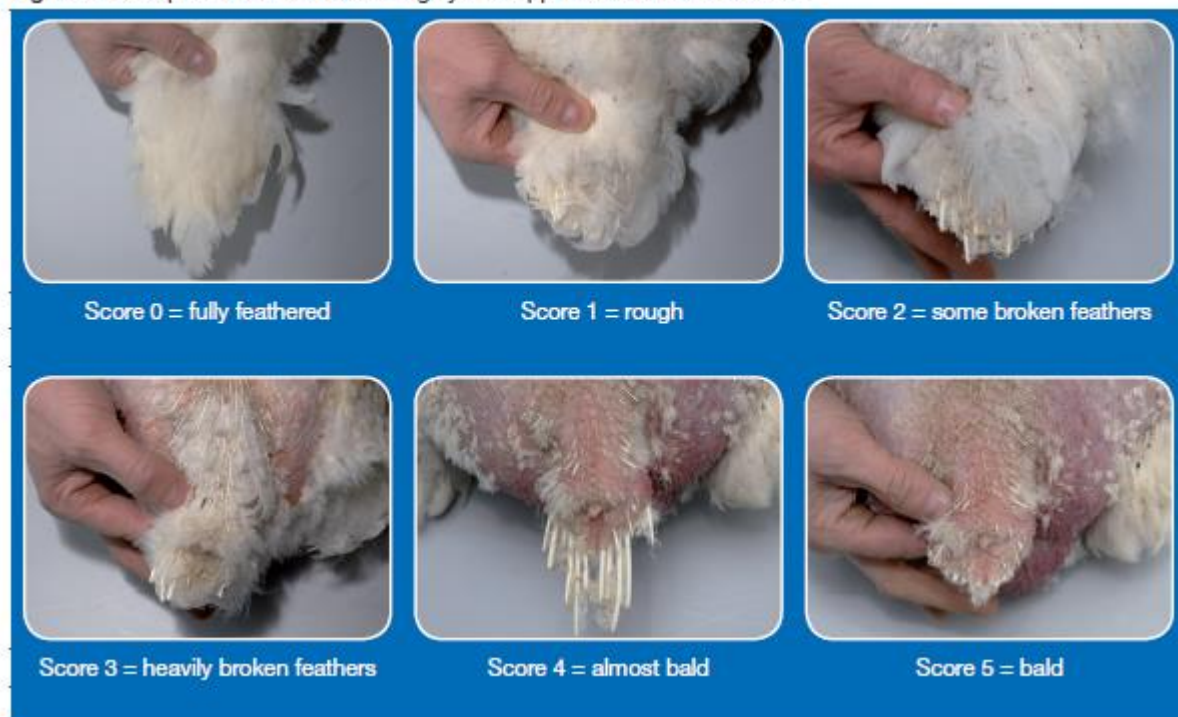 Score 0 = fully feathered
Score 1 = rough
Score 2 = some broken feathers
Score 3 = heavily broken feathers
Score 4 = almost bald
Score 5 = bald